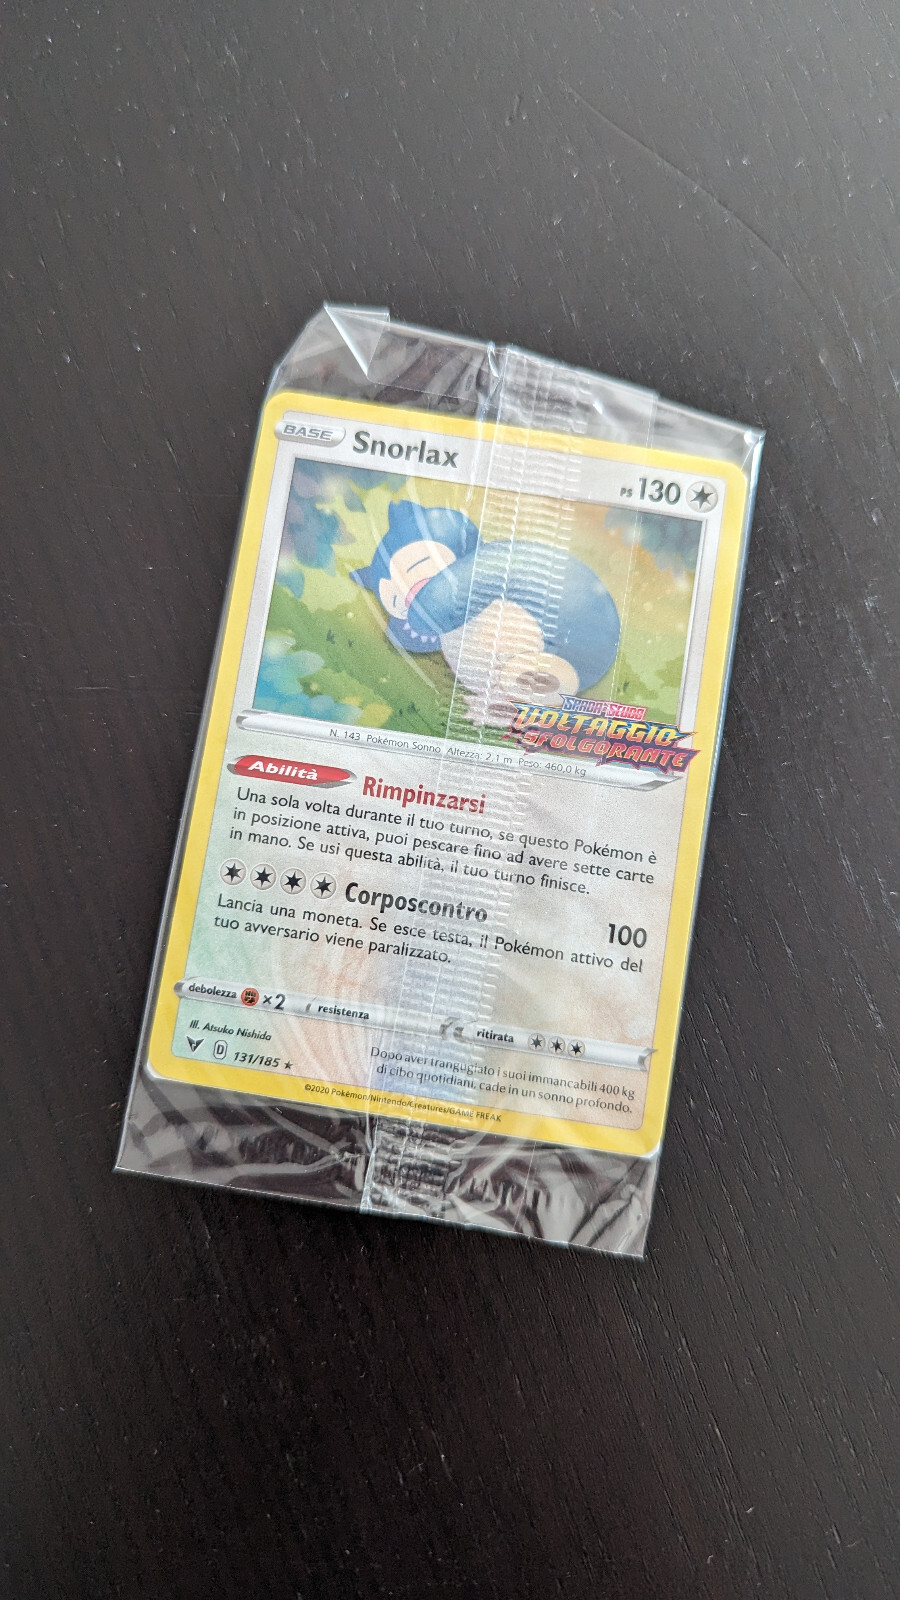 BASE Snorlax PS 130
SPADA E SCUDO
VOLTAGGIO
SFOLGORANTE
N. 143 Pokémon Sonno Altezza: 2,1 m Peso: 460,0 kg
Abilità Rimpinzarsi
Una sola volta durante il tuo turno, se questo Pokémon è
in posizione attiva, puoi pescare fino ad avere sette carte
in mano. Se usi questa abilità, il tuo turno finisce.
Corposcontro 100
Lancia una moneta. Se esce testa, il Pokémon attivo del
tuo avversario viene paralizzato.
debolezza ×2 resistenza ritirata
Ill. Atsuko Nishida
D 131/185 ★
Dopo aver trangugiato i suoi immancabili 400 kg
di cibo quotidiani, cade in un sonno profondo.
©2020 Pokémon/Nintendo/Creatures/GAME FREAK